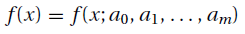 f(x) = f(x; a₀, a₁, . . . , aₘ)